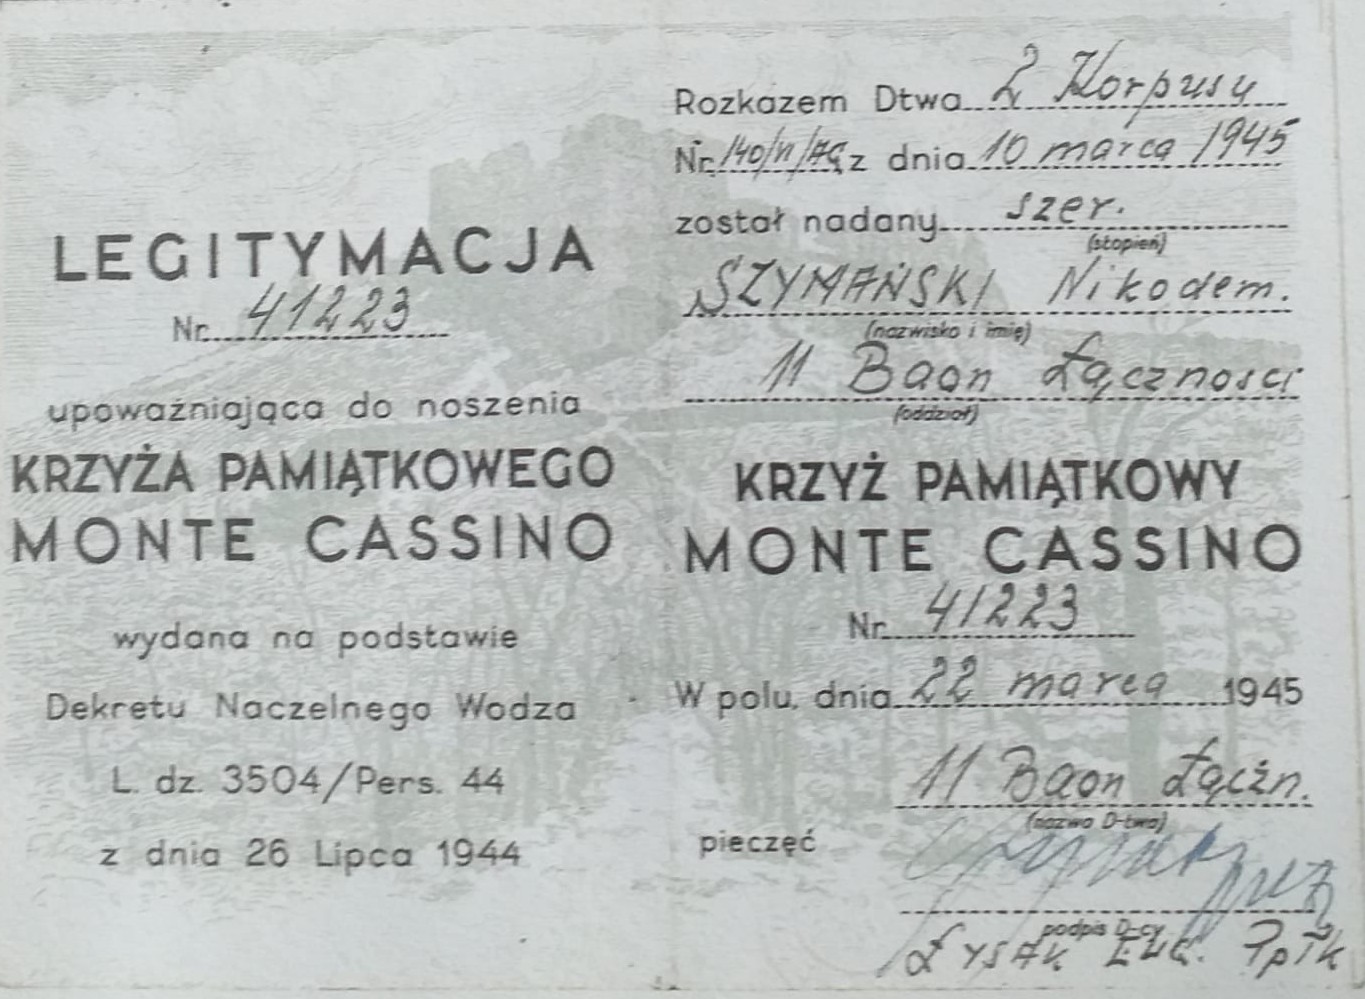 LEGITYMACJA
Nr. 41223
upoważniająca do noszenia
KRZYŻA PAMIĄTKOWEGO
MONTE CASSINO
wydana na podstawie
Dekretu Naczelnego Wodza
L. dz. 3504/Pers. 44
z dnia 26 Lipca 1944
Rozkazem Dtwa 2 Korpusu
Nr. z dnia 10 marca 1945
został nadany szer.
(stopień)
SZYMAŃSKI Nikodem.
(nazwisko i imię)
11 Baon Łączności
(oddział)
KRZYŻ PAMIĄTKOWY
MONTE CASSINO
Nr. 41223
W polu, dnia 22 marca 1945
11 Baon Łączn.
(nazwa D-twa)
pieczęć
podpis D-cy
Łysak Ppłk